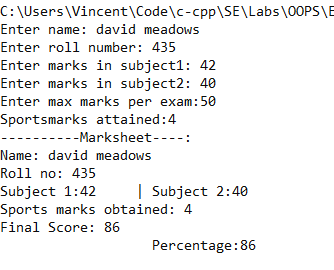 C:\Users\Vincent\Code\c-cpp\SE\Labs\OOPS\
Enter name: david meadows
Enter roll number: 435
Enter marks in subject1: 42
Enter marks in subject2: 40
Enter max marks per exam:50
Sportsmarks attained:4
----------Marksheet----:
Name: david meadows
Roll no: 435
Subject 1:42     | Subject 2:40
Sports marks obtained: 4
Final Score: 86
                  Percentage:86